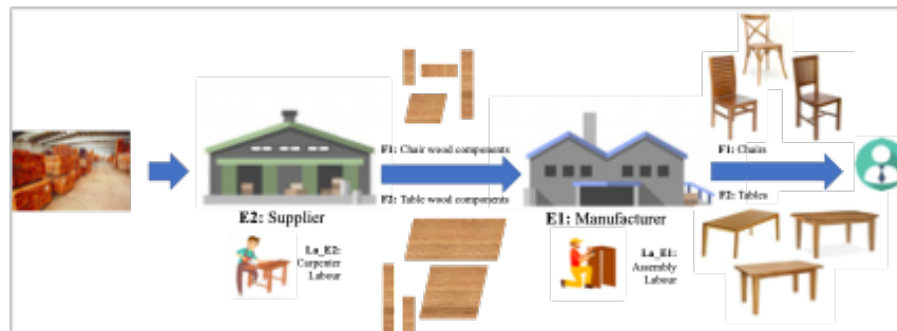 F1: Chair wood components
F1: Chairs
F2: Table wood components
F2: Tables
E2: Supplier
E1: Manufacturer
La_E2:
Carpenter
Labour
La_E1:
Assembly
Labour